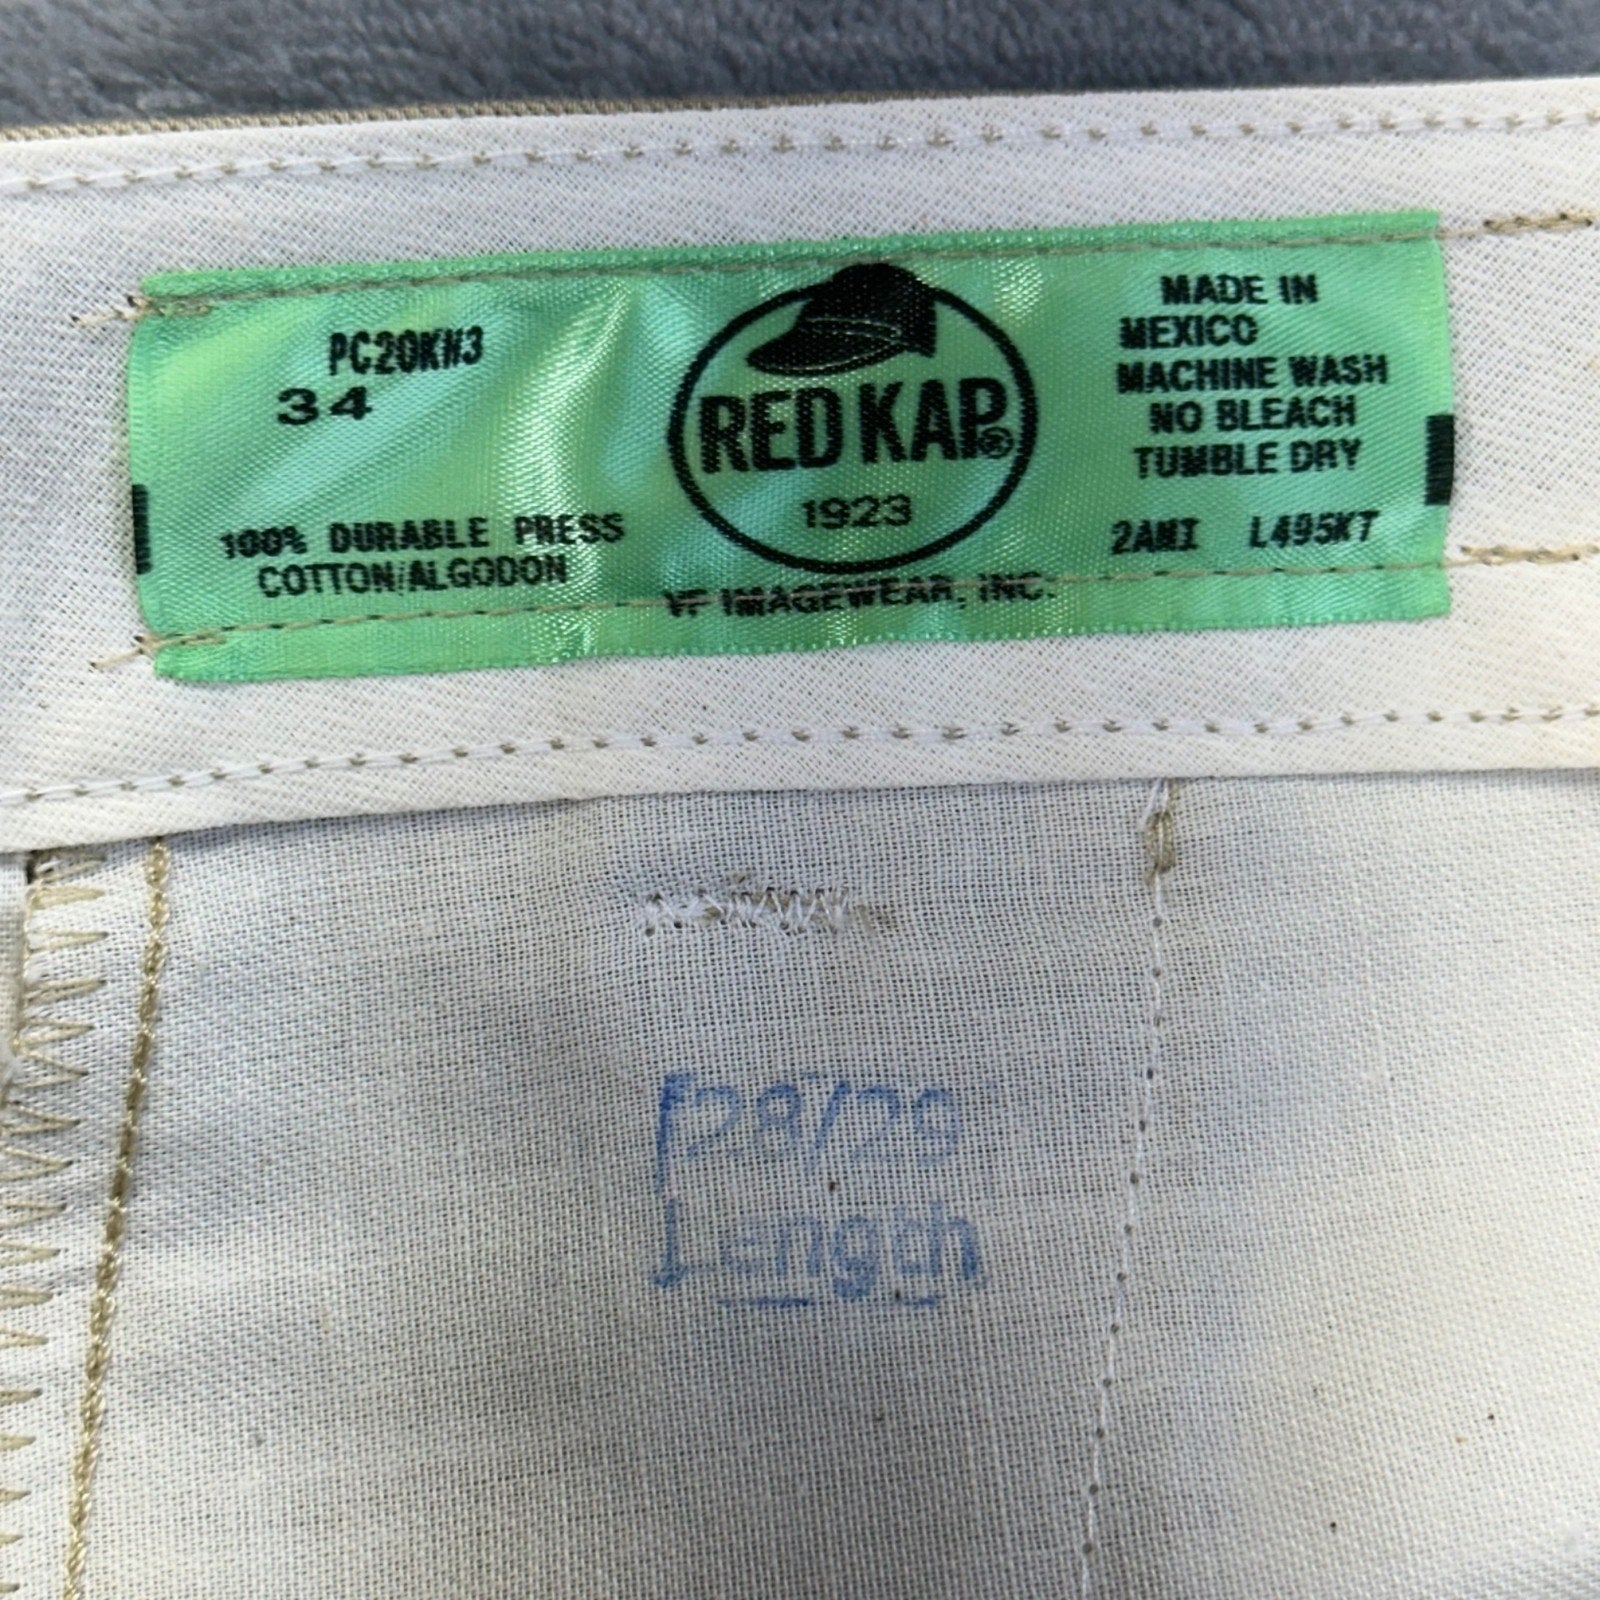 PC20KH3
34
100% DURABLE PRESS
COTTON/ALGODON
RED KAP®
1923
VF IMAGEWEAR, INC.
MADE IN
MEXICO
MACHINE WASH
NO BLEACH
TUMBLE DRY
2AMI L495KT
28/29
Length